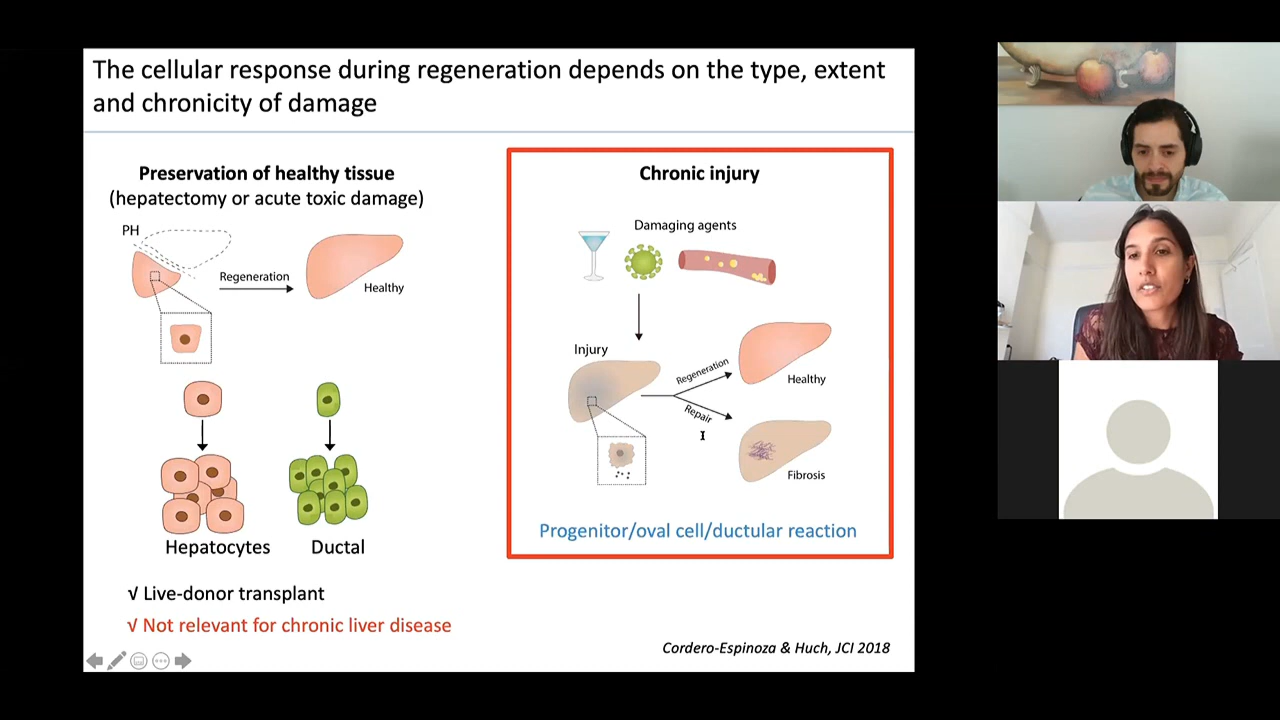 The cellular response during regeneration depends on the type, extent
and chronicity of damage
Preservation of healthy tissue
(hepatectomy or acute toxic damage)
PH
Regeneration
Healthy
Hepatocytes
Ductal
√ Live-donor transplant
√ Not relevant for chronic liver disease
Chronic injury
Damaging agents
Injury
Regeneration
Healthy
Repair
Fibrosis
Progenitor/oval cell/ductular reaction
Cordero-Espinoza & Huch, JCI 2018